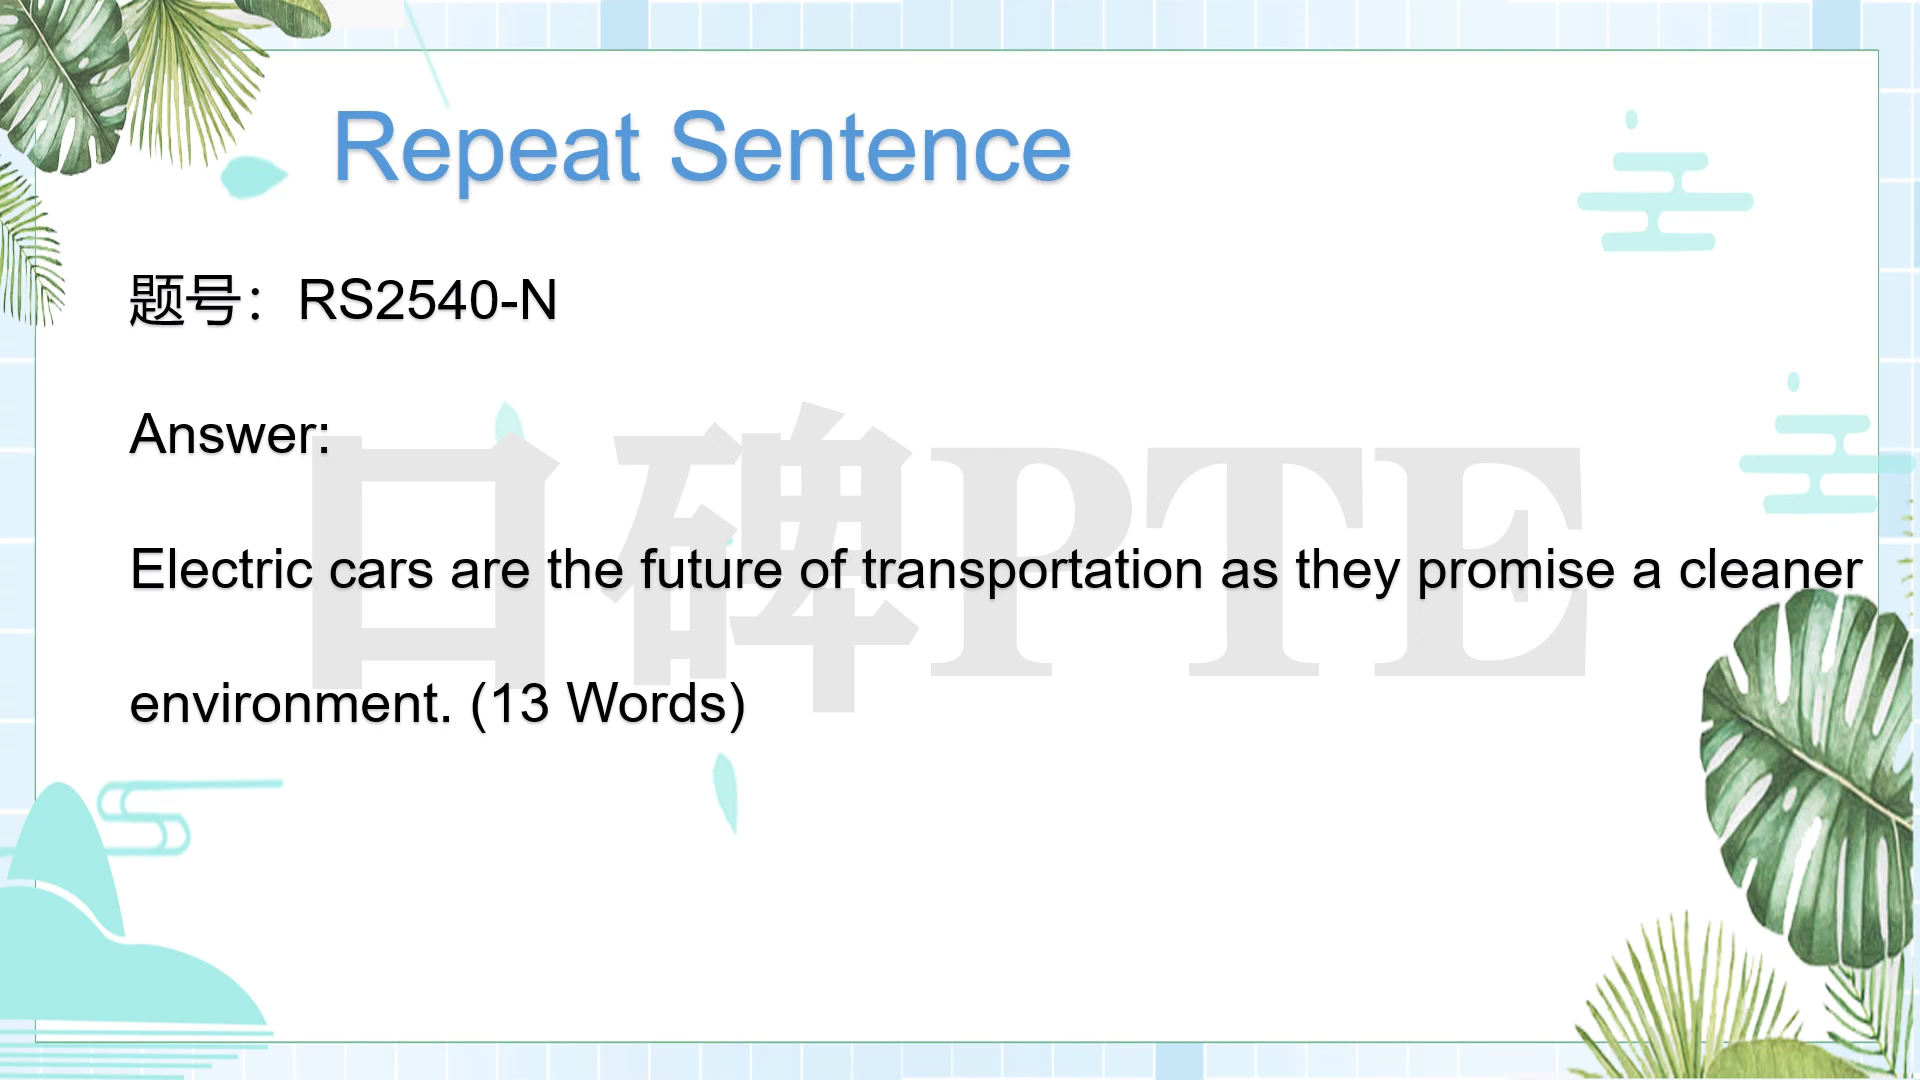 Repeat Sentence
题号：RS2540-N
Answer:
口碑PTE
Electric cars are the future of transportation as they promise a cleaner
environment. (13 Words)